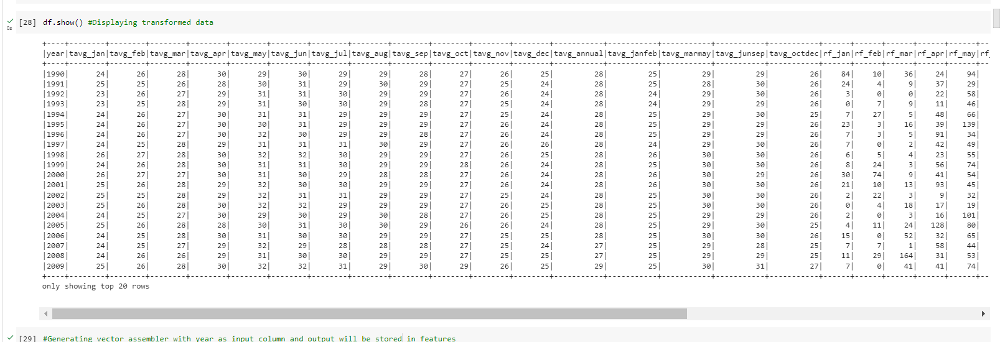 [28] df.show() #Displaying transformed data
0s
+----+--------+--------+--------+--------+--------+--------+--------+--------+--------+--------+--------+--------+-----------+------------+------------+------------+------------+------+------+------+------+------+--
|year|tavg_jan|tavg_feb|tavg_mar|tavg_apr|tavg_may|tavg_jun|tavg_jul|tavg_aug|tavg_sep|tavg_oct|tavg_nov|tavg_dec|tavg_annual|tavg_janfeb|tavg_marmay|tavg_junsep|tavg_octdec|rf_jan|rf_feb|rf_mar|rf_apr|rf_may|rf_
+----+--------+--------+--------+--------+--------+--------+--------+--------+--------+--------+--------+--------+-----------+------------+------------+------------+------------+------+------+------+------+------+--
|1990| 24| 26| 28| 30| 29| 30| 29| 29| 28| 27| 26| 25| 28| 25| 29| 29| 26| 84| 10| 36| 24| 94|
|1991| 25| 25| 26| 28| 30| 31| 29| 30| 29| 27| 25| 24| 28| 25| 28| 30| 26| 24| 4| 9| 37| 29|
|1992| 23| 26| 27| 29| 31| 31| 30| 29| 29| 27| 26| 24| 28| 24| 29| 30| 26| 3| 0| 0| 22| 58|
|1993| 23| 25| 28| 29| 31| 30| 30| 29| 28| 27| 25| 24| 28| 24| 29| 29| 26| 0| 7| 9| 11| 46|
|1994| 24| 26| 27| 30| 31| 31| 29| 29| 29| 27| 25| 24| 28| 25| 29| 30| 25| 7| 27| 5| 48| 66|
|1995| 24| 26| 27| 30| 30| 31| 29| 29| 29| 27| 26| 24| 28| 25| 29| 29| 26| 23| 3| 16| 39| 139|
|1996| 24| 26| 27| 30| 32| 30| 29| 29| 28| 27| 26| 24| 28| 25| 29| 29| 26| 7| 3| 5| 91| 34|
|1997| 24| 25| 28| 29| 31| 31| 31| 30| 29| 27| 26| 26| 28| 24| 29| 30| 26| 7| 0| 2| 42| 49|
|1998| 26| 27| 28| 30| 32| 32| 30| 29| 29| 27| 26| 25| 28| 26| 30| 30| 26| 6| 5| 4| 23| 55|
|1999| 24| 26| 28| 30| 31| 31| 30| 29| 29| 28| 26| 24| 28| 25| 30| 30| 26| 8| 24| 3| 56| 74|
|2000| 26| 27| 27| 30| 31| 30| 29| 28| 28| 27| 26| 24| 28| 26| 30| 29| 26| 30| 74| 9| 41| 54|
|2001| 25| 26| 28| 29| 32| 30| 30| 29| 29| 27| 26| 24| 28| 25| 30| 30| 26| 21| 10| 13| 93| 45|
|2002| 25| 25| 28| 29| 32| 31| 31| 29| 29| 27| 25| 24| 28| 25| 30| 30| 26| 2| 22| 3| 9| 32|
|2003| 25| 26| 28| 30| 32| 32| 29| 29| 29| 27| 26| 25| 28| 25| 30| 30| 26| 0| 4| 18| 17| 19|
|2004| 24| 25| 27| 30| 29| 30| 29| 30| 28| 27| 25| 25| 28| 25| 29| 29| 26| 2| 0| 3| 16| 101|
|2005| 25| 26| 28| 28| 30| 31| 30| 30| 29| 26| 26| 24| 28| 25| 29| 30| 25| 4| 11| 24| 128| 80|
|2006| 24| 25| 28| 30| 31| 30| 30| 29| 29| 27| 25| 25| 28| 25| 30| 30| 26| 15| 0| 52| 32| 65|
|2007| 24| 25| 27| 29| 32| 29| 28| 28| 28| 27| 25| 24| 27| 25| 29| 28| 25| 7| 7| 1| 58| 44|
|2008| 24| 26| 26| 29| 31| 30| 30| 29| 29| 27| 25| 25| 27| 25| 29| 29| 25| 11| 29| 164| 31| 53|
|2009| 25| 26| 28| 30| 32| 32| 31| 29| 30| 29| 26| 25| 29| 25| 30| 31| 27| 7| 0| 41| 41| 74|
+----+--------+--------+--------+--------+--------+--------+--------+--------+--------+--------+--------+--------+-----------+------------+------------+------------+------------+------+------+------+------+------+--
only showing top 20 rows
[29] #Generating vector assembler with year as input column and output will be stored in features